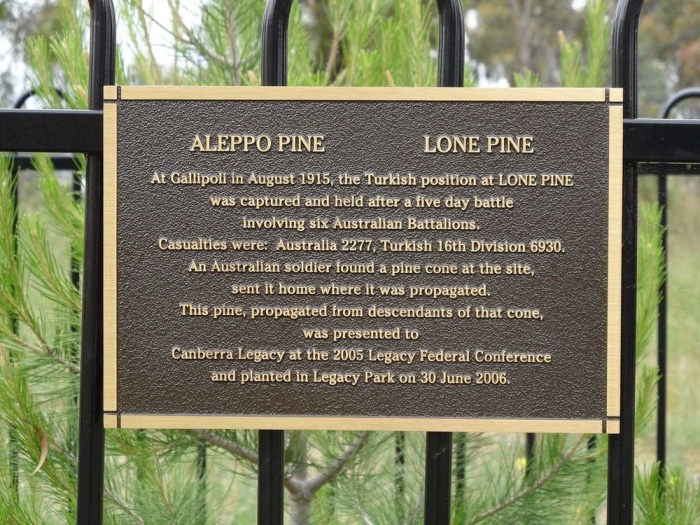 ALEPPO PINE LONE PINE
At Gallipoli in August 1915, the Turkish position at LONE PINE
was captured and held after a five day battle
involving six Australian Battalions.
Casualties were: Australia 2277, Turkish 16th Division 6930.
An Australian soldier found a pine cone at the site,
sent it home where it was propagated.
This pine, propagated from descendants of that cone,
was presented to
Canberra Legacy at the 2005 Legacy Federal Conference
and planted in Legacy Park on 30 June 2006.